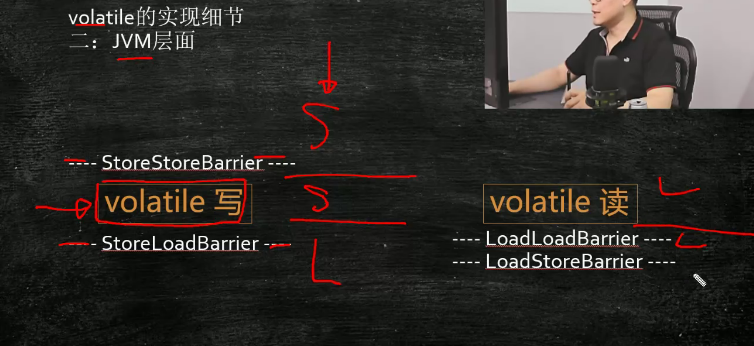 volatile的实现细节
二：JVM层面
S
---- StoreStoreBarrier ----
volatile 写
S
---- StoreLoadBarrier ----
L
volatile 读
L
---- LoadLoadBarrier ----
L
---- LoadStoreBarrier ----